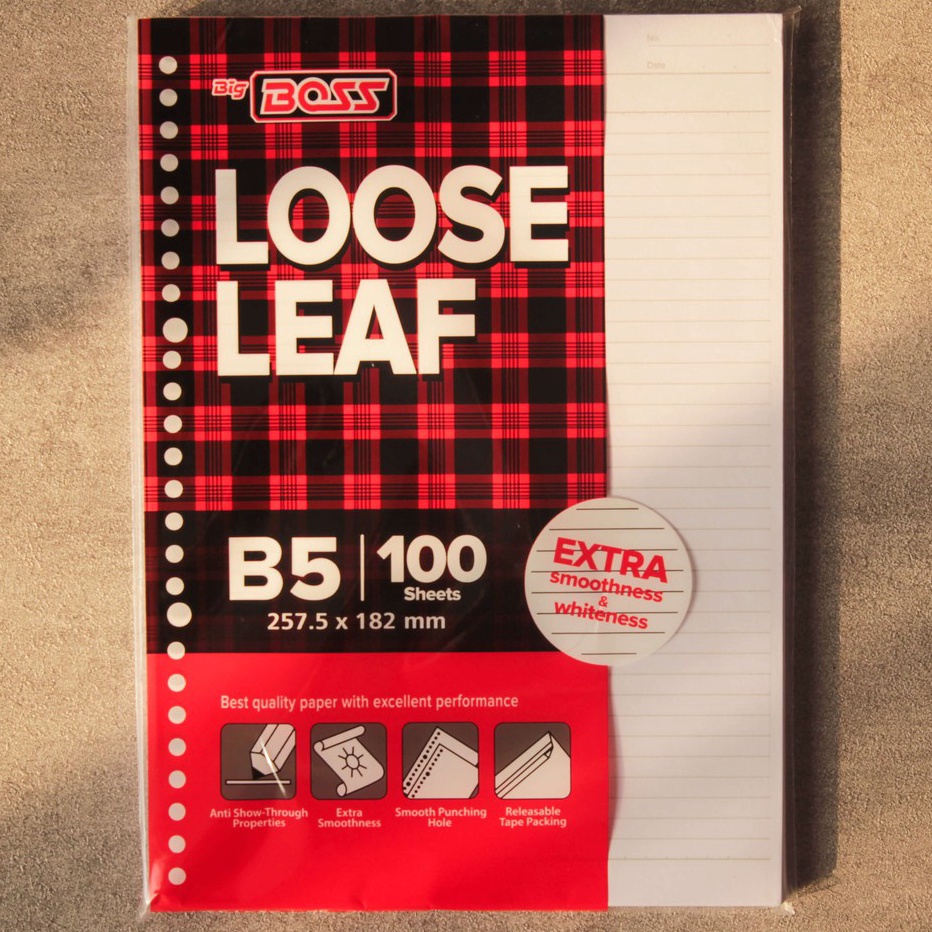 No.
Date
Big BOSS
LOOSE
LEAF
B5 100
Sheets
257.5 x 182 mm
EXTRA
smoothness
&
whiteness
Best quality paper with excellent performance
Anti Show-Through
Properties
Extra
Smoothness
Smooth Punching
Hole
Releasable
Tape Packing